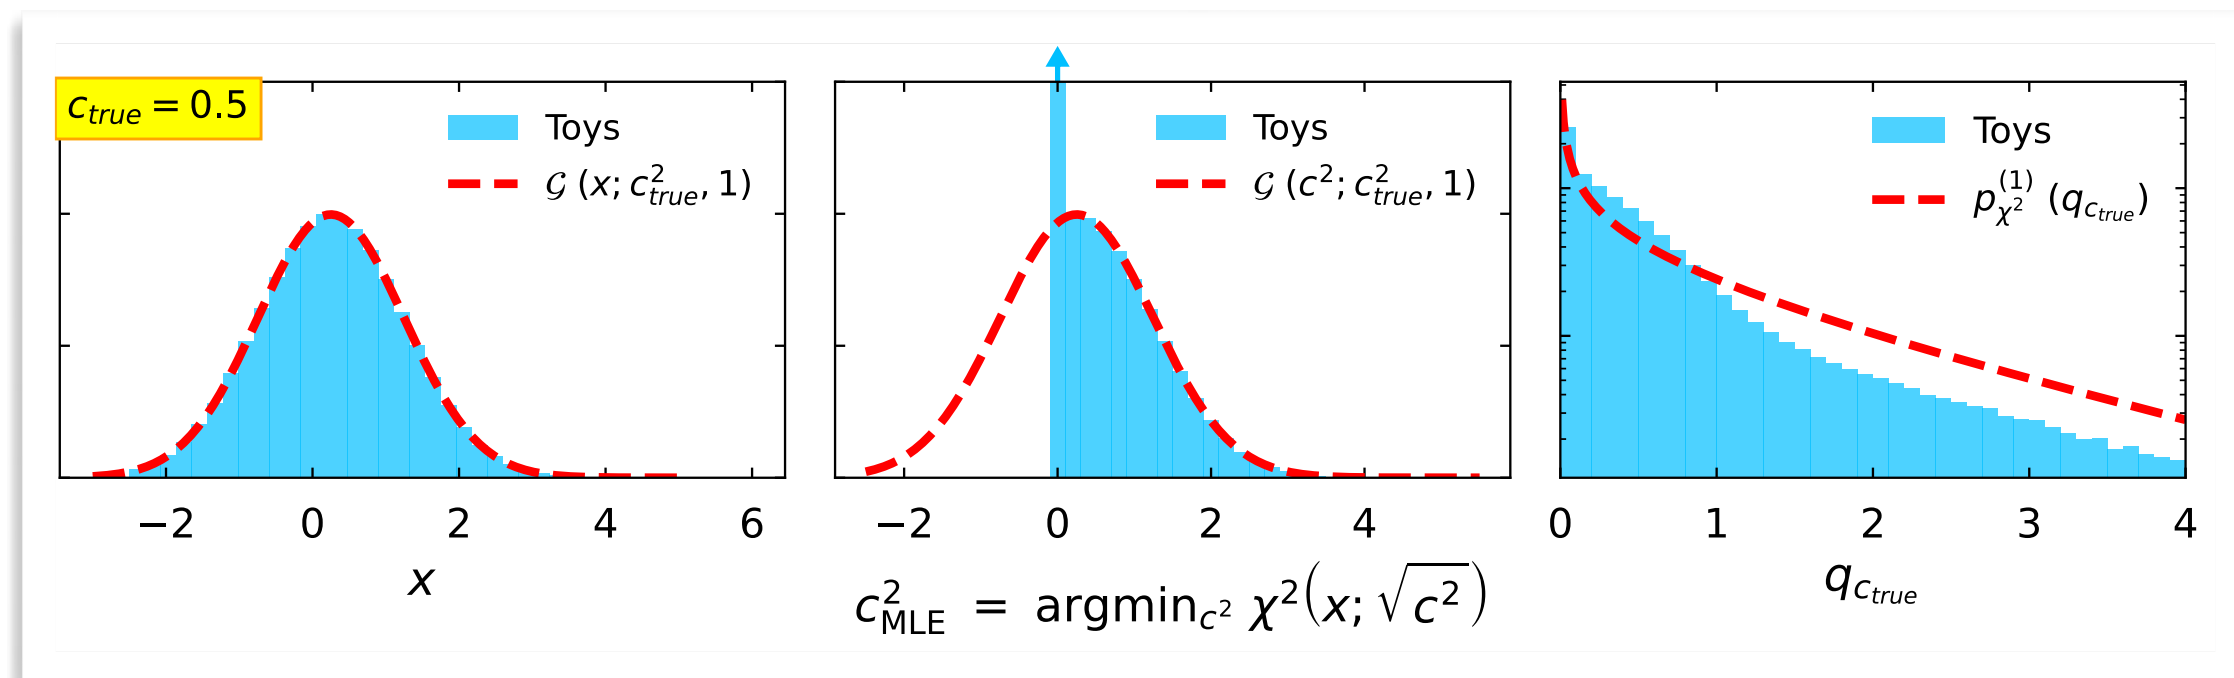 c_true = 0.5
Toys
𝒢 (x; c²_true, 1)
−2 0 2 4 6
x
Toys
𝒢 (c²; c²_true, 1)
−2 0 2 4
c²_MLE = argmin_c² χ²(x; √c²)
Toys
p_χ²^(1) (q_c_true)
0 1 2 3 4
q_c_true